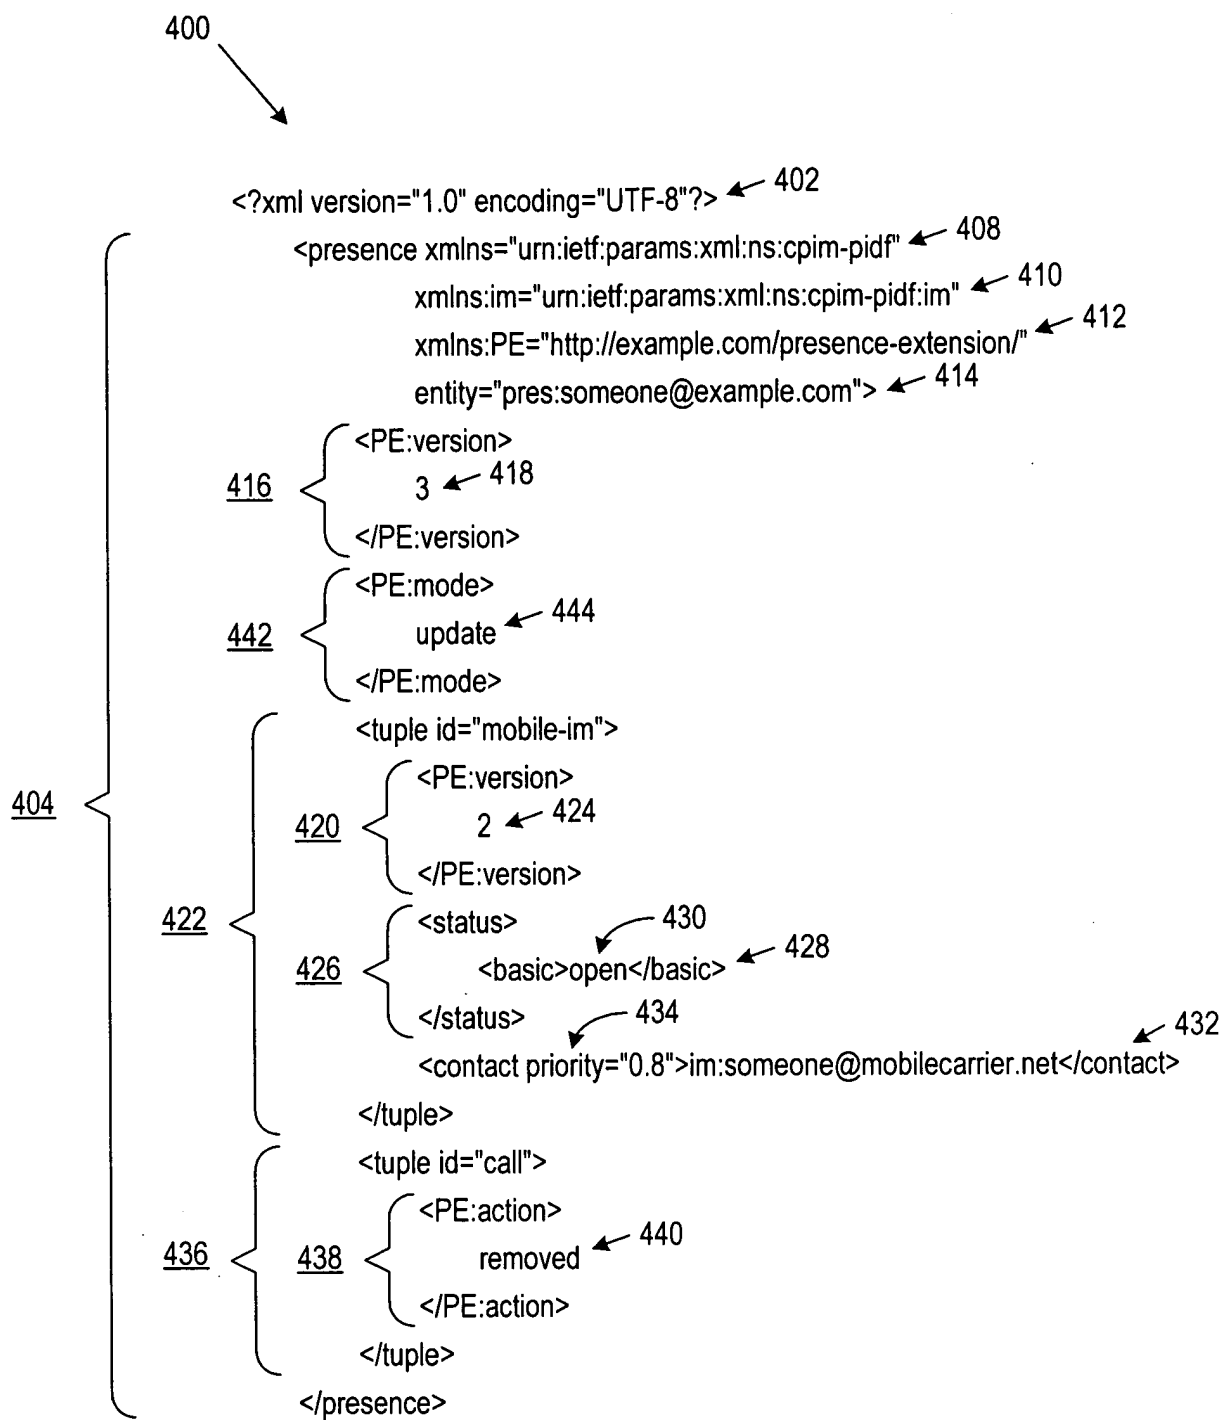 400
<?xml version="1.0" encoding="UTF-8"?> 402
<presence xmlns="urn:ietf:params:xml:ns:cpim-pidf" 408
xmlns:im="urn:ietf:params:xml:ns:cpim-pidf:im" 410
xmlns:PE="http://example.com/presence-extension/" 412
entity="pres:someone@example.com"> 414
<PE:version>
416 3 418
</PE:version>
<PE:mode>
442 update 444
</PE:mode>
<tuple id="mobile-im">
<PE:version>
404 420 2 424
</PE:version>
422 <status> 430
426 <basic>open</basic> 428
</status> 434
<contact priority="0.8">im:someone@mobilecarrier.net</contact> 432
</tuple>
<tuple id="call">
<PE:action>
436 438 removed 440
</PE:action>
</tuple>
</presence>